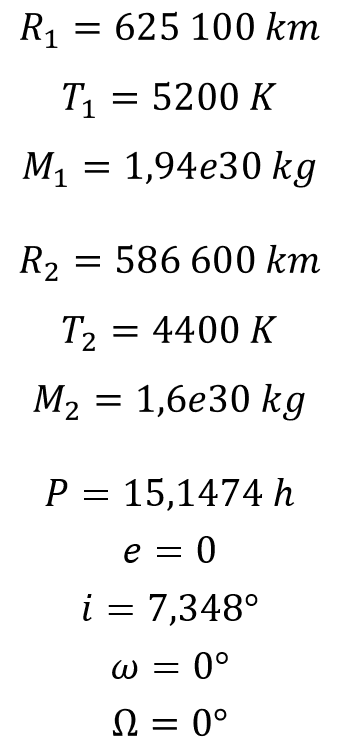 R₁ = 625 100 km
T₁ = 5200 K
M₁ = 1,94e30 kg
R₂ = 586 600 km
T₂ = 4400 K
M₂ = 1,6e30 kg
P = 15,1474 h
e = 0
i = 7,348°
ω = 0°
Ω = 0°